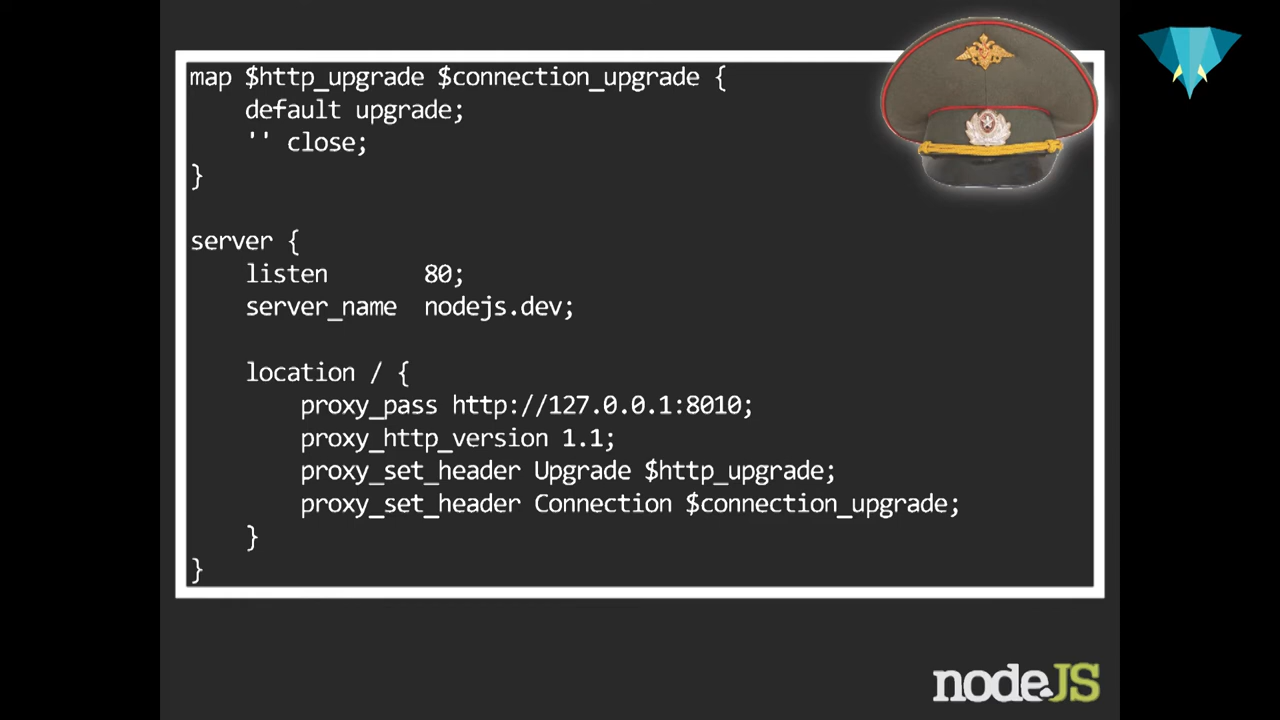 map $http_upgrade $connection_upgrade {
    default upgrade;
    '' close;
}

server {
    listen       80;
    server_name  nodejs.dev;

    location / {
        proxy_pass http://127.0.0.1:8010;
        proxy_http_version 1.1;
        proxy_set_header Upgrade $http_upgrade;
        proxy_set_header Connection $connection_upgrade;
    }
}
nodeJS